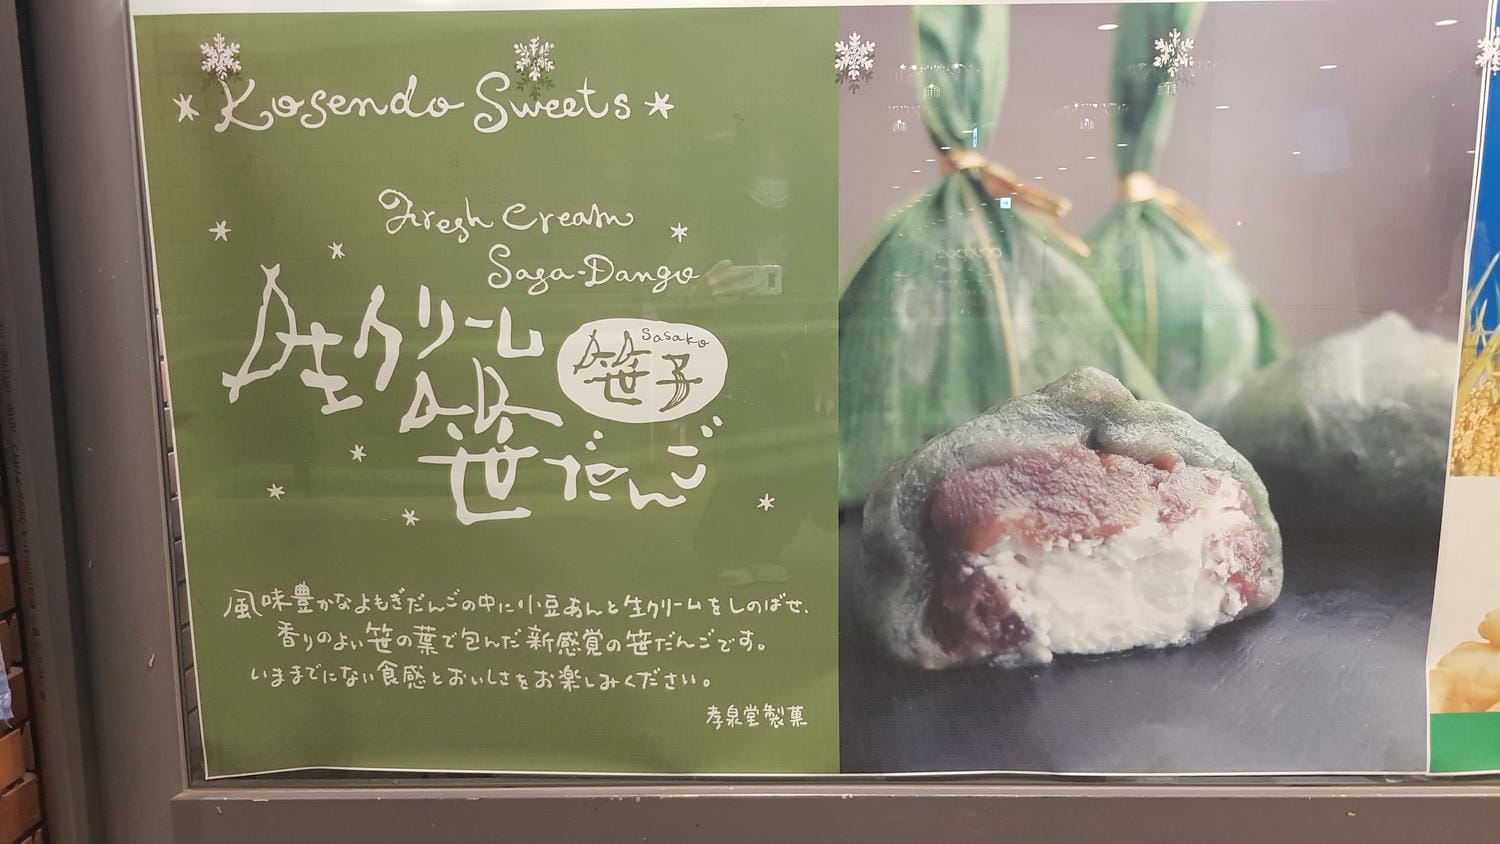 Kosendo Sweets
Fresh Cream
Sasa-Dango
生クリーム
笹だんご
sasako
笹子
風味豊かなよもぎだんごの中に小豆あんと生クリームをしのばせ、
香りのよい笹の葉で包んだ新感覚の笹だんごです。
いままでにない食感とおいしさをお楽しみください。
孝泉堂製菓